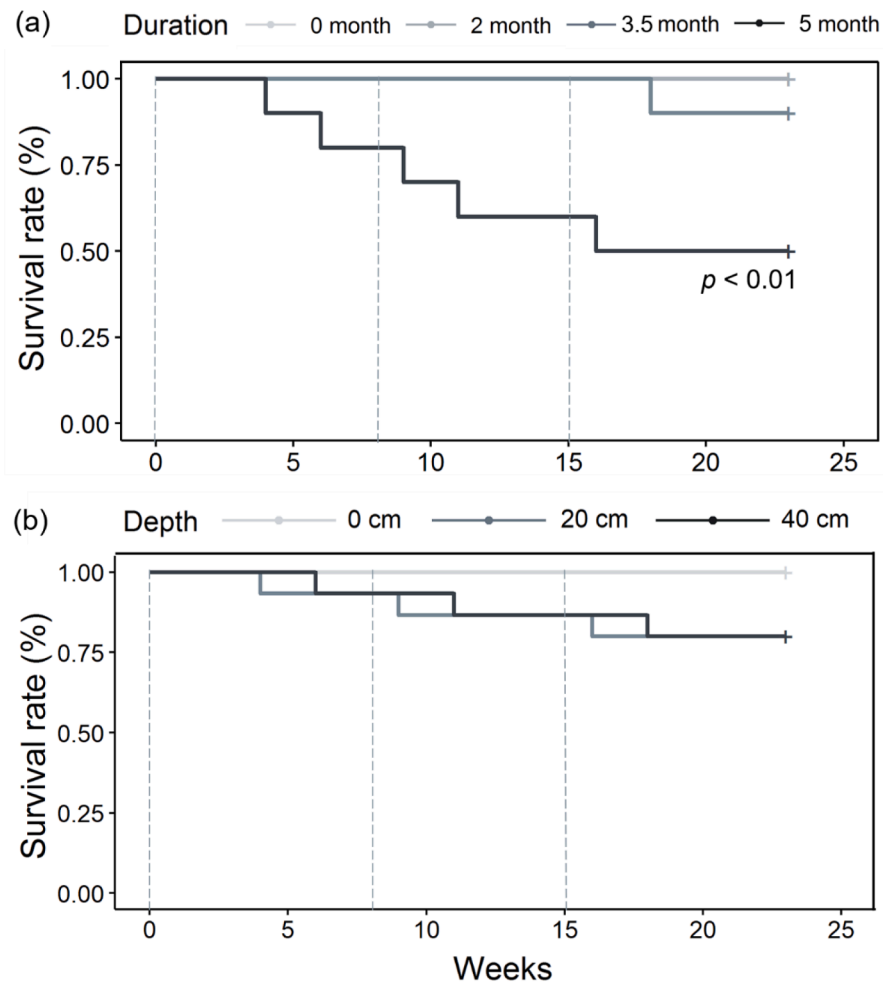 (a) Duration 0 month 2 month 3.5 month 5 month
Survival rate (%)
1.00
0.75
0.50
0.25
0.00
p < 0.01
0 5 10 15 20 25
(b) Depth 0 cm 20 cm 40 cm
Survival rate (%)
1.00
0.75
0.50
0.25
0.00
0 5 10 15 20 25
Weeks